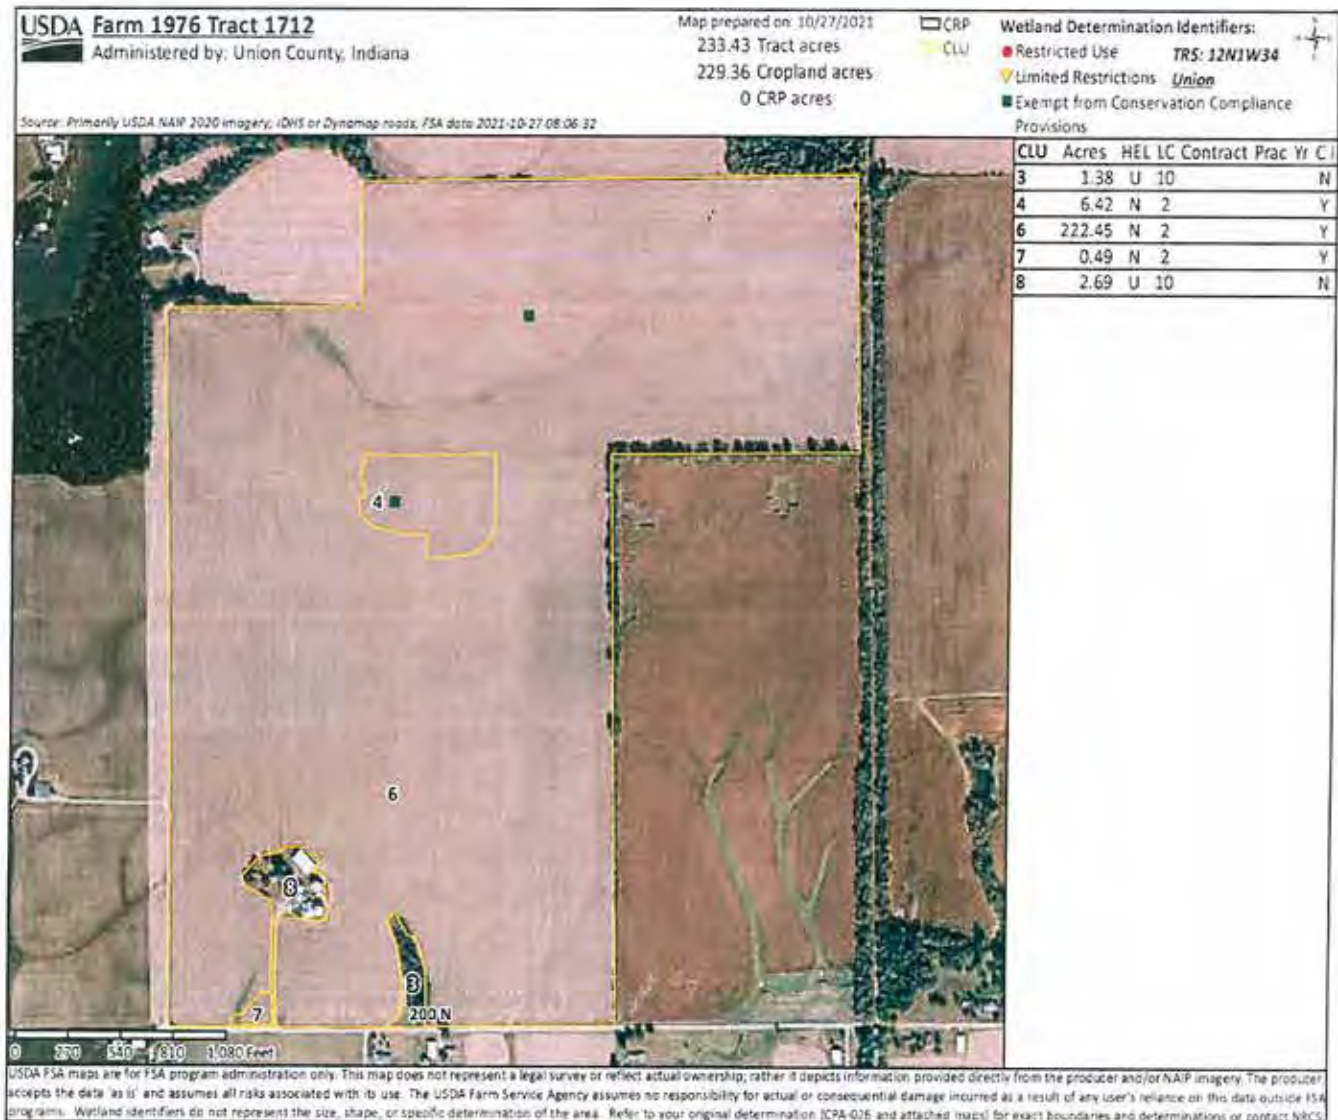 USDA Farm 1976 Tract 1712
Administered by: Union County, Indiana
Map prepared on: 10/27/2021
233.43 Tract acres
229.36 Cropland acres
0 CRP acres
CRP
CLU
Wetland Determination Identifiers:
Restricted Use TRS: 12N1W34
Limited Restrictions Union
Exempt from Conservation Compliance
Provisions
Source: Primarily USDA NAIP 2020 imagery; IDHS or Dynamap roads; FSA data 2021-10-27 08:06:32
CLU Acres HEL LC Contract Prac Yr C I
3 1.38 U 10 N
4 6.42 N 2 Y
6 222.45 N 2 Y
7 0.49 N 2 Y
8 2.69 U 10 N
4
6
8
3
7
200 N
0 270 540 810 1,080 Feet
USDA FSA maps are for FSA program administration only. This map does not represent a legal survey or reflect actual ownership; rather it depicts information provided directly from the producer and/or NAIP imagery. The producer
accepts the data 'as is' and assumes all risks associated with its use. The USDA Farm Service Agency assumes no responsibility for actual or consequential damage incurred as a result of any user's reliance on this data outside FSA
programs. Wetland identifiers do not represent the size, shape, or specific determination of the area. Refer to your original determination (CPA-026 and attached maps) for exact boundaries and determinations or contact NRCS